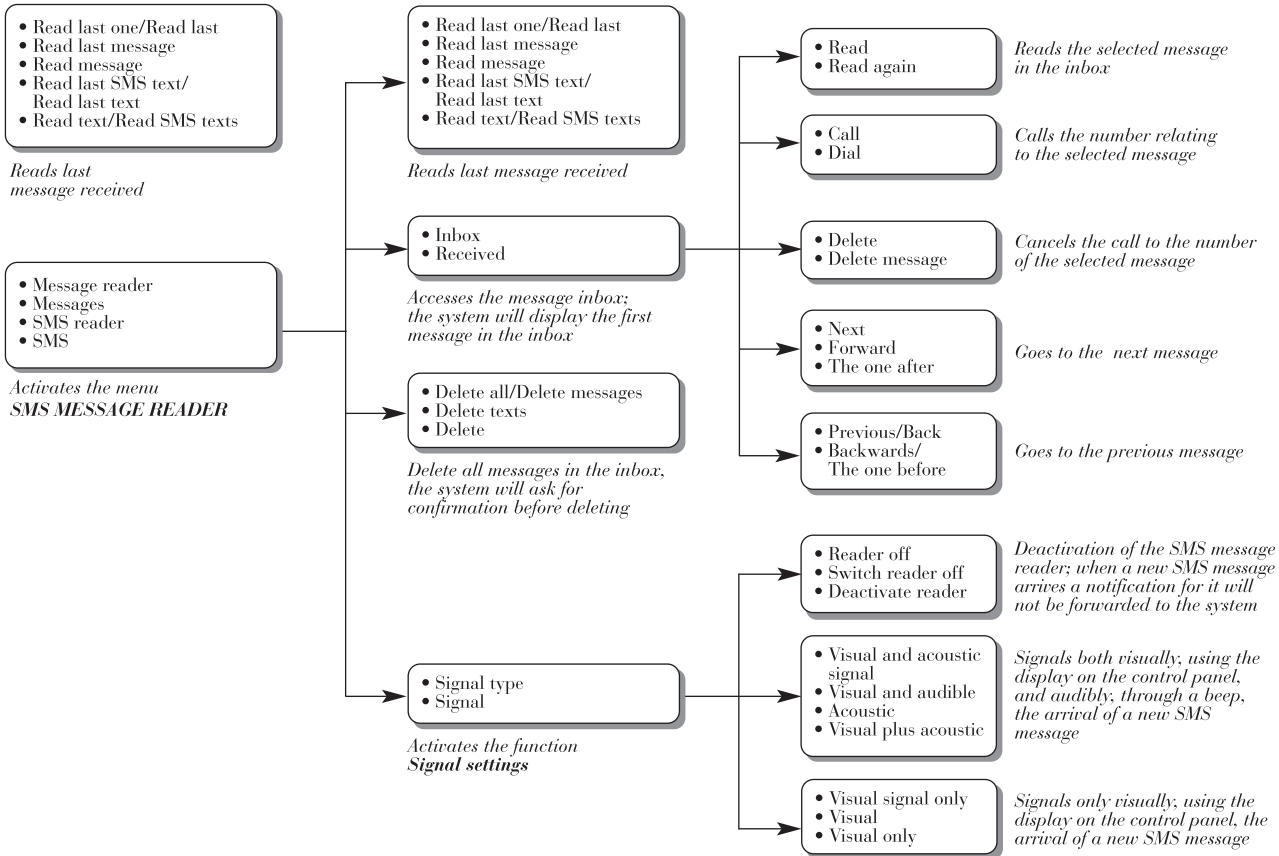 • Read last one/Read last
• Read last message
• Read message
• Read last SMS text/
Read last text
• Read text/Read SMS texts
Reads last
message received
• Message reader
• Messages
• SMS reader
• SMS
Activates the menu
SMS MESSAGE READER
• Read last one/Read last
• Read last message
• Read message
• Read last SMS text/
Read last text
• Read text/Read SMS texts
Reads last message received
• Inbox
• Received
Accesses the message inbox;
the system will display the first
message in the inbox
• Delete all/Delete messages
• Delete texts
• Delete
Delete all messages in the inbox,
the system will ask for
confirmation before deleting
• Signal type
• Signal
Activates the function
Signal settings
• Read
• Read again
Reads the selected message
in the inbox
• Call
• Dial
Calls the number relating
to the selected message
• Delete
• Delete message
Cancels the call to the number
of the selected message
• Next
• Forward
• The one after
Goes to the next message
• Previous/Back
• Backwards/
The one before
Goes to the previous message
• Reader off
• Switch reader off
• Deactivate reader
Deactivation of the SMS message
reader; when a new SMS message
arrives a notification for it will
not be forwarded to the system
• Visual and acoustic
signal
• Visual and audible
• Acoustic
• Visual plus acoustic
Signals both visually, using the
display on the control panel,
and audibly, through a beep,
the arrival of a new SMS
message
• Visual signal only
• Visual
• Visual only
Signals only visually, using the
display on the control panel, the
arrival of a new SMS message